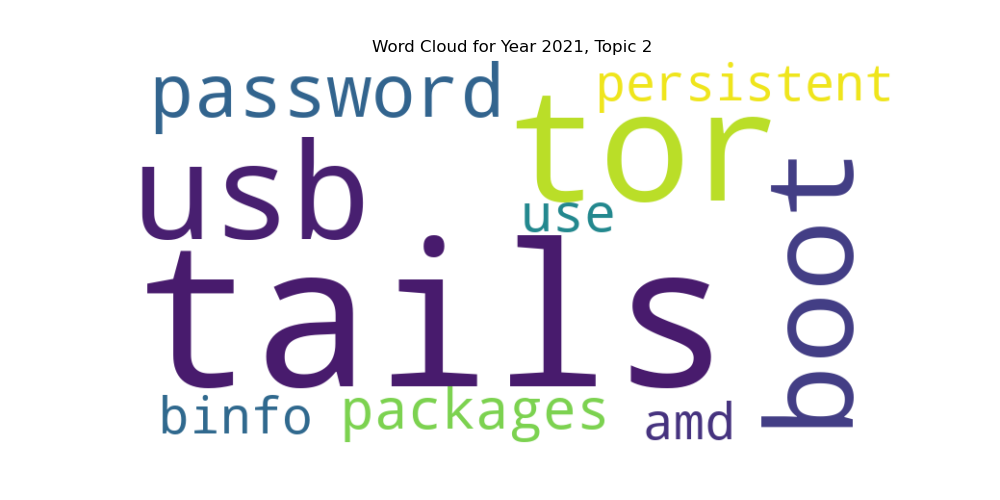 Word Cloud for Year 2021, Topic 2
password
persistent
tor
usb
boot
use
tails
binfo
packages
amd